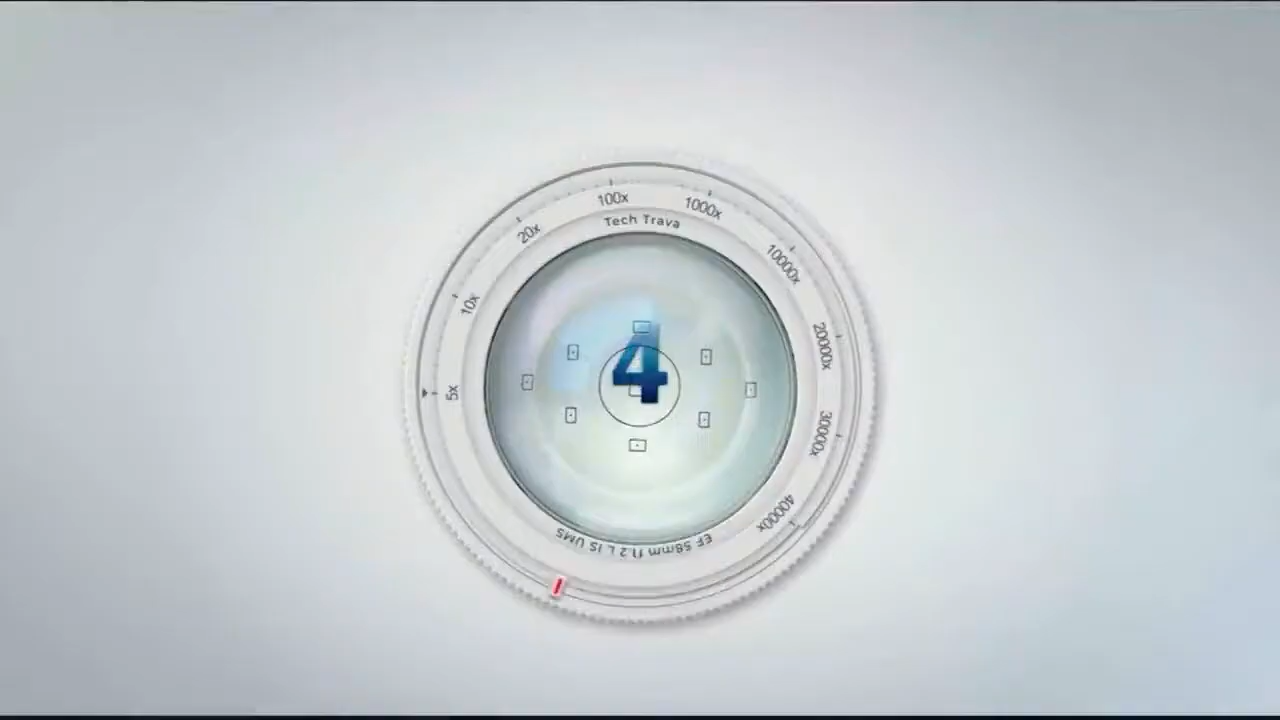 5x
10x
20x
100x
1000x
10000x
20000x
30000x
40000x
Tech Trava
4
EF 58mm f1.2 L IS UMS